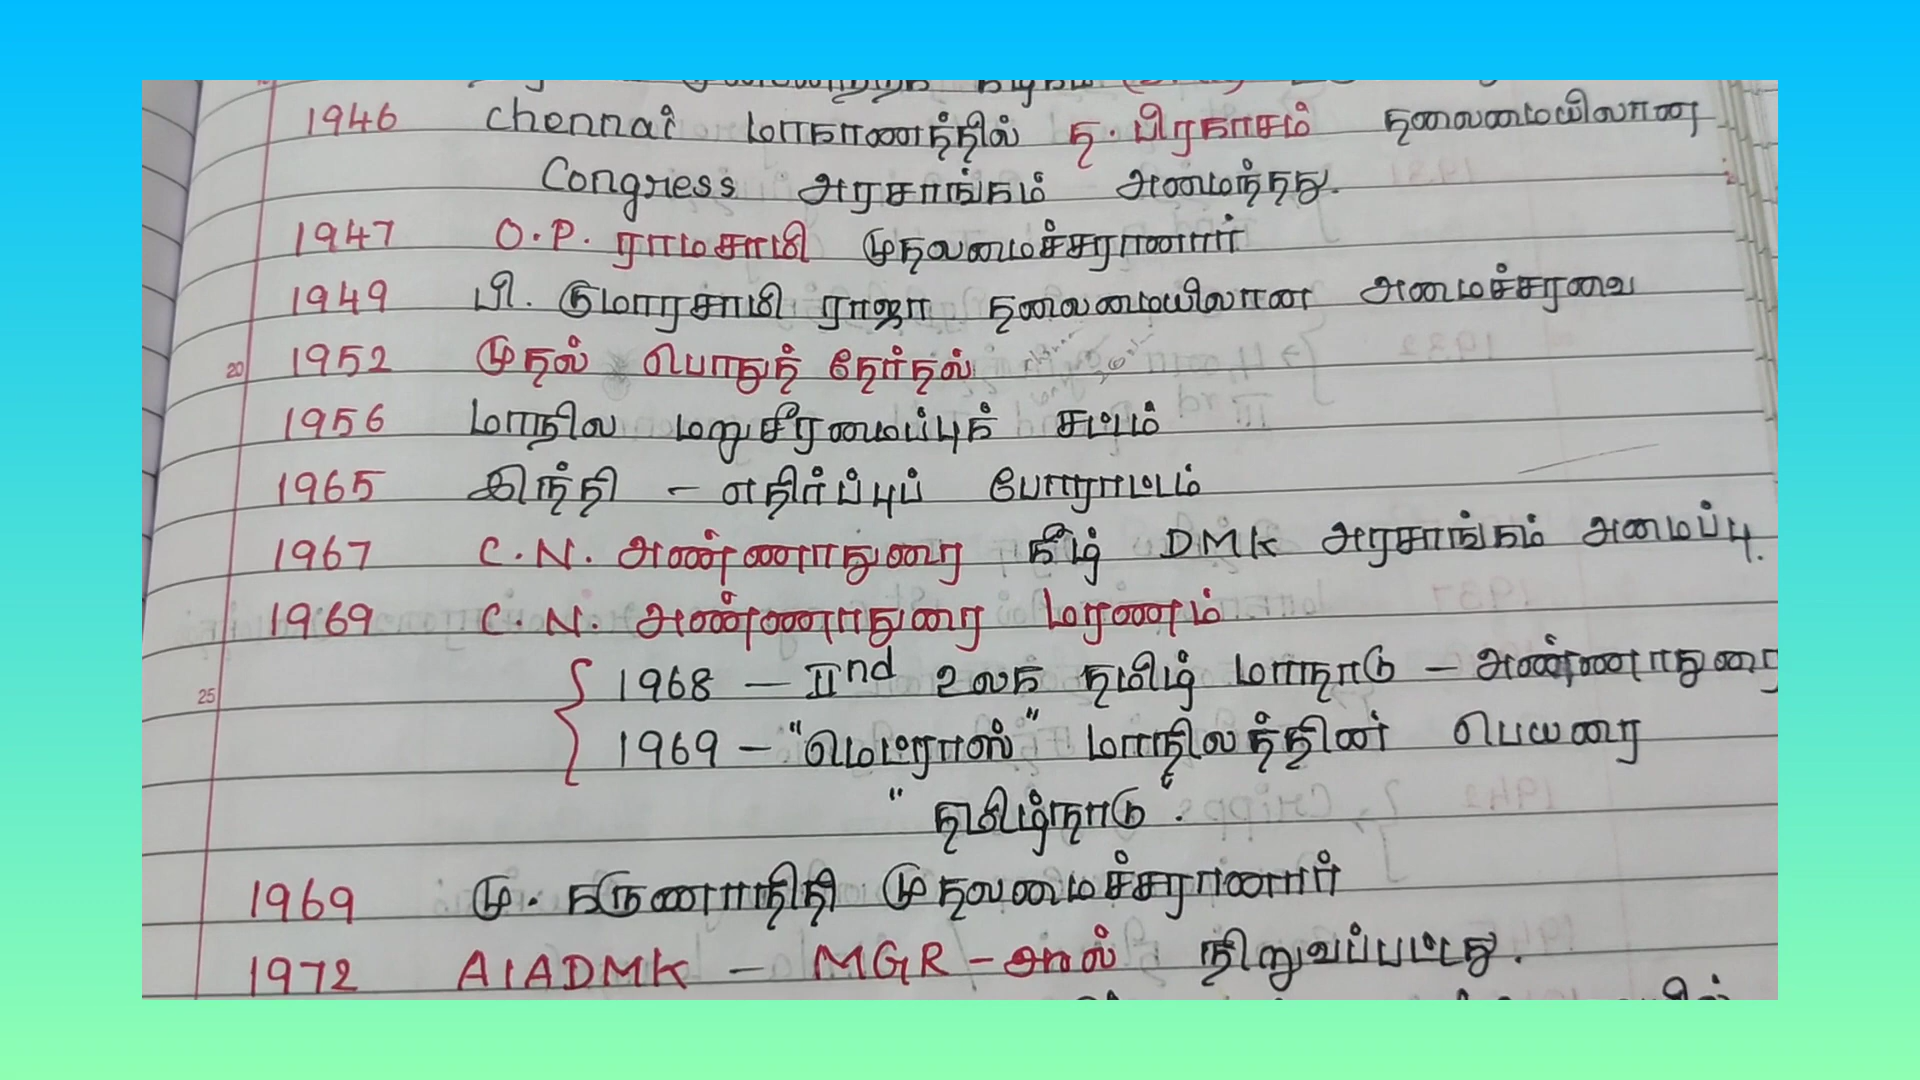 1946 Chennai மாநாணத்தில் த. பிரகாசம் தலைமையிலான
Congress அரசாங்கம் அமைந்தது.
1947 O.P. ராமசாமி முதலமைச்சரானார்
1949 பி. குமாரசாமி ராஜா தலைமையிலான அமைச்சரவை
20 1952 முதல் பொதுத் தேர்தல்
1956 மாநில மறுசீரமைப்புச் சட்டம்
1965 இந்தி - எதிர்ப்புப் போராட்டம்
1967 C.N. அண்ணாதுரை கீழ் DMK அரசாங்கம் அமைப்பு.
1969 C.N. அண்ணாதுரை மரணம்
25 1968 - IInd உலக தமிழ் மாநாடு - அண்ணாதுரை
1969 - "மெட்ராஸ்" மாநிலத்தின் பெயரை
"தமிழ்நாடு".
1969 மு. கருணாநிதி முதலமைச்சரானார்
1972 AIADMK - MGR - அல் நிறுவப்பட்டது.